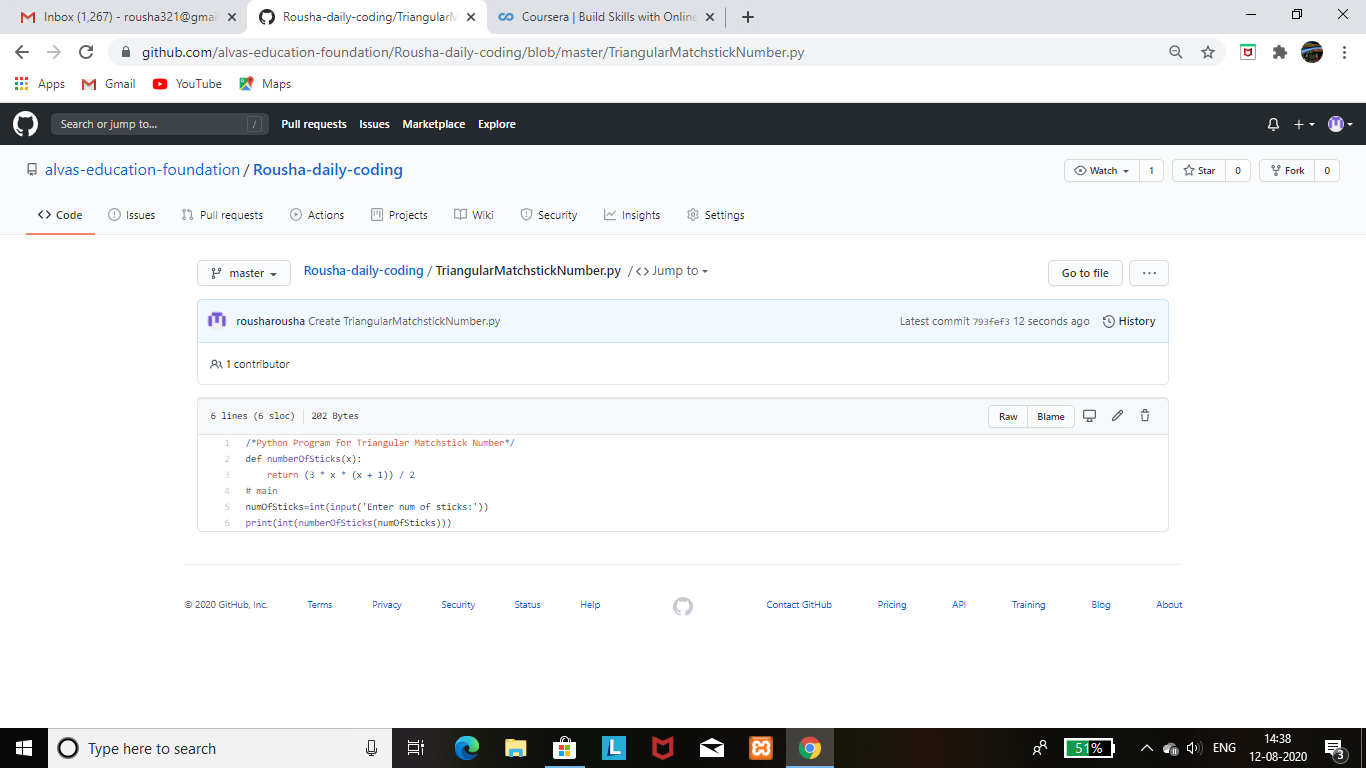 Inbox (1,267) - rousha321@gmai
Rousha-daily-coding/TriangularM
Coursera | Build Skills with Online
github.com/alvas-education-foundation/Rousha-daily-coding/blob/master/TriangularMatchstickNumber.py
Apps Gmail YouTube Maps
Search or jump to... / Pull requests Issues Marketplace Explore
alvas-education-foundation / Rousha-daily-coding Watch 1 Star 0 Fork 0
Code Issues Pull requests Actions Projects Wiki Security Insights Settings
master Rousha-daily-coding / TriangularMatchstickNumber.py / <> Jump to Go to file ...
rousharousha Create TriangularMatchstickNumber.py Latest commit 793fef3 12 seconds ago History
1 contributor
6 lines (6 sloc) 202 Bytes Raw Blame
1 /*Python Program for Triangular Matchstick Number*/
2 def numberOfSticks(x):
3     return (3 * x * (x + 1)) / 2
4 # main
5 numOfSticks=int(input('Enter num of sticks:'))
6 print(int(numberOfSticks(numOfSticks)))
© 2020 GitHub, Inc. Terms Privacy Security Status Help Contact GitHub Pricing API Training Blog About
Type here to search L 51% ENG 14:38
12-08-2020 3